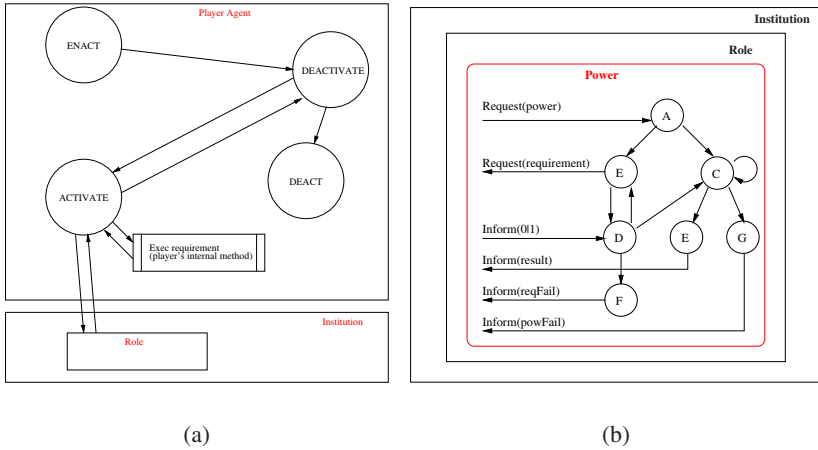 Player Agent
ENACT
DEACTIVATE
DEACT
ACTIVATE
Exec requirement
(player's internal method)
Institution
Role
(a)
Institution
Role
Power
Request(power)
A
Request(requirement)
E
C
Inform(0|1)
D
E
G
Inform(result)
Inform(reqFail)
F
Inform(powFail)
(b)